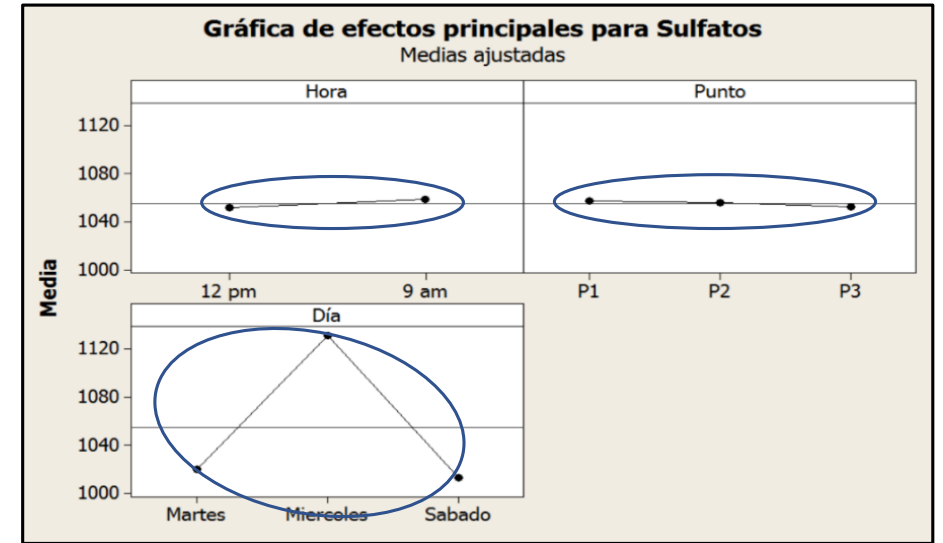 Gráfica de efectos principales para Sulfatos
Medias ajustadas
Hora
Punto
1120
1080
1040
1000
12 pm
9 am
P1
P2
P3
Media
Día
1120
1080
1040
1000
Martes
Miercoles
Sabado